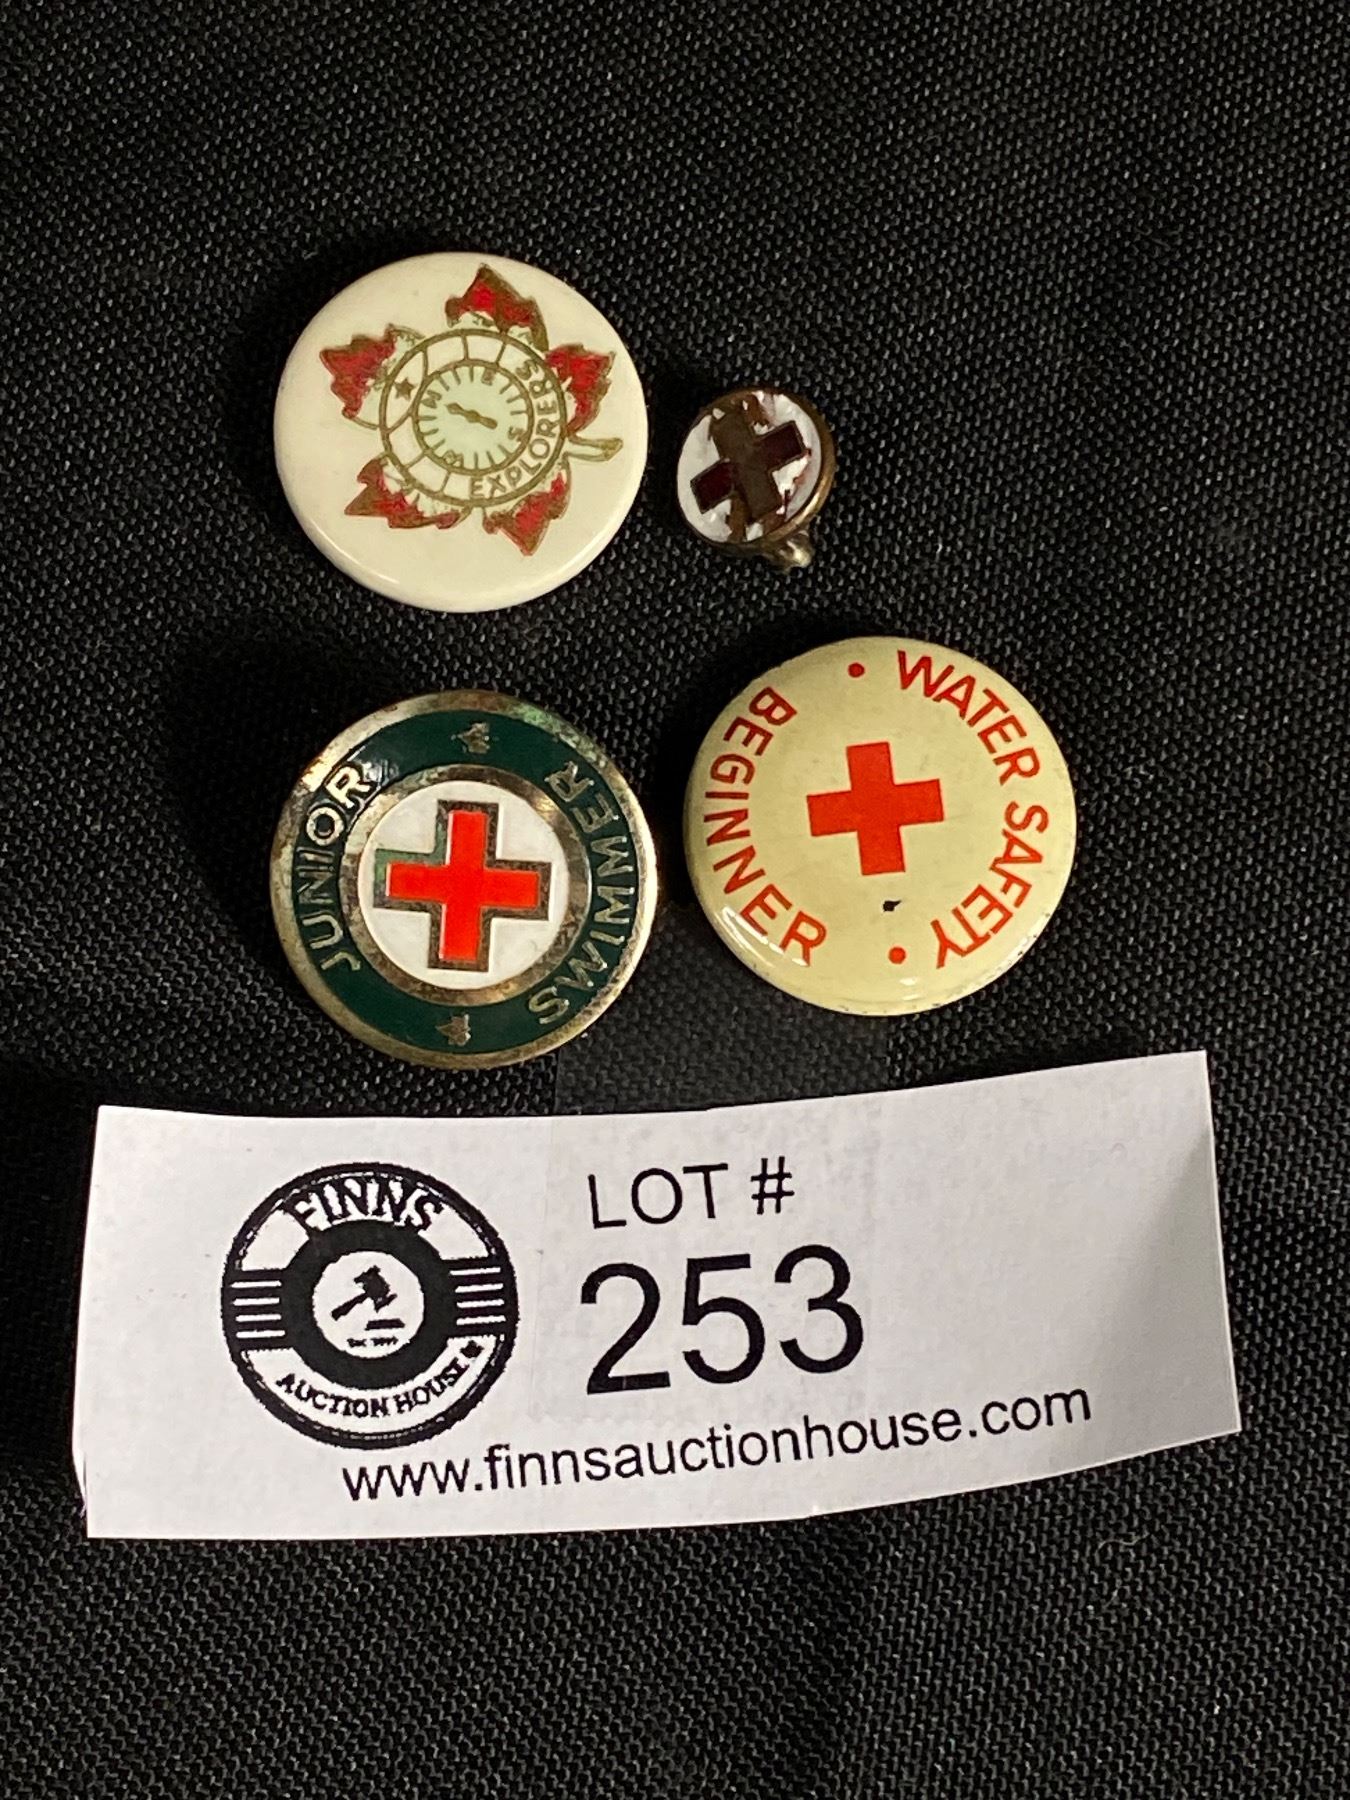 EXPLORERS
N
E
S
W
JUNIOR
SWIMMER
WATER SAFETY
BEGINNER
FINNS
AUCTION HOUSE
LOT #
253
www.finnsauctionhouse.com